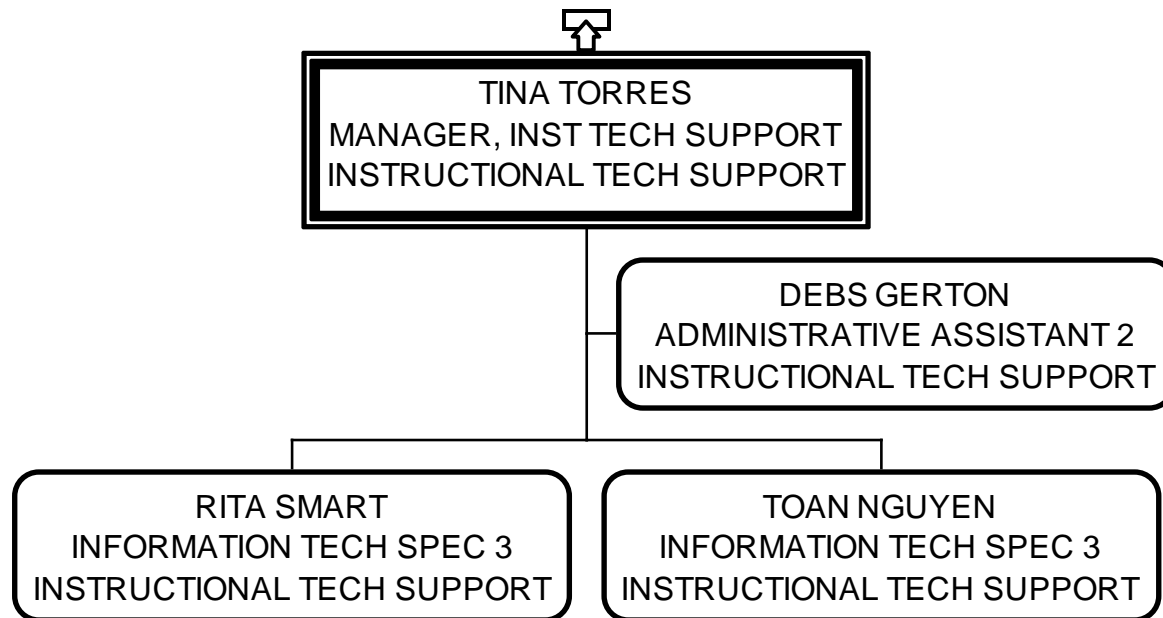 TINA TORRES
MANAGER, INST TECH SUPPORT
INSTRUCTIONAL TECH SUPPORT
DEBS GERTON
ADMINISTRATIVE ASSISTANT 2
INSTRUCTIONAL TECH SUPPORT
RITA SMART
INFORMATION TECH SPEC 3
INSTRUCTIONAL TECH SUPPORT
TOAN NGUYEN
INFORMATION TECH SPEC 3
INSTRUCTIONAL TECH SUPPORT